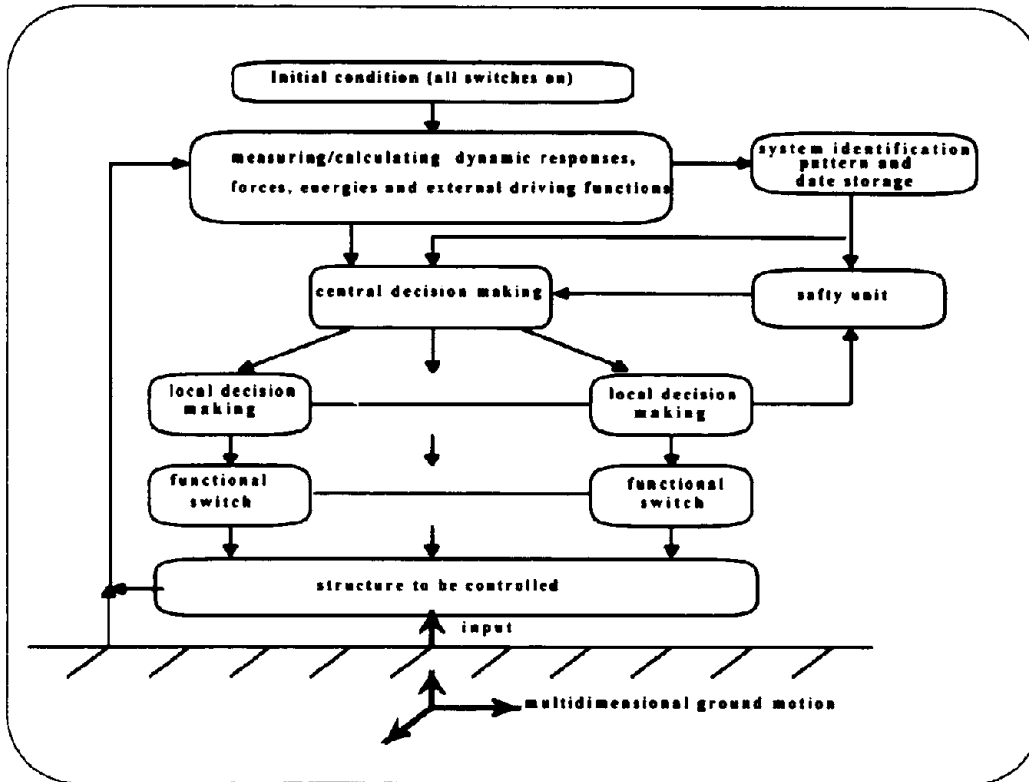 Initial condition (all switches on)
measuring/calculating dynamic responses,
forces, energies and external driving functions
system identification
pattern and
date storage
central decision making
safty unit
local decision
making
local decision
making
functional
switch
functional
switch
structure to be controlled
input
multidimensional ground motion